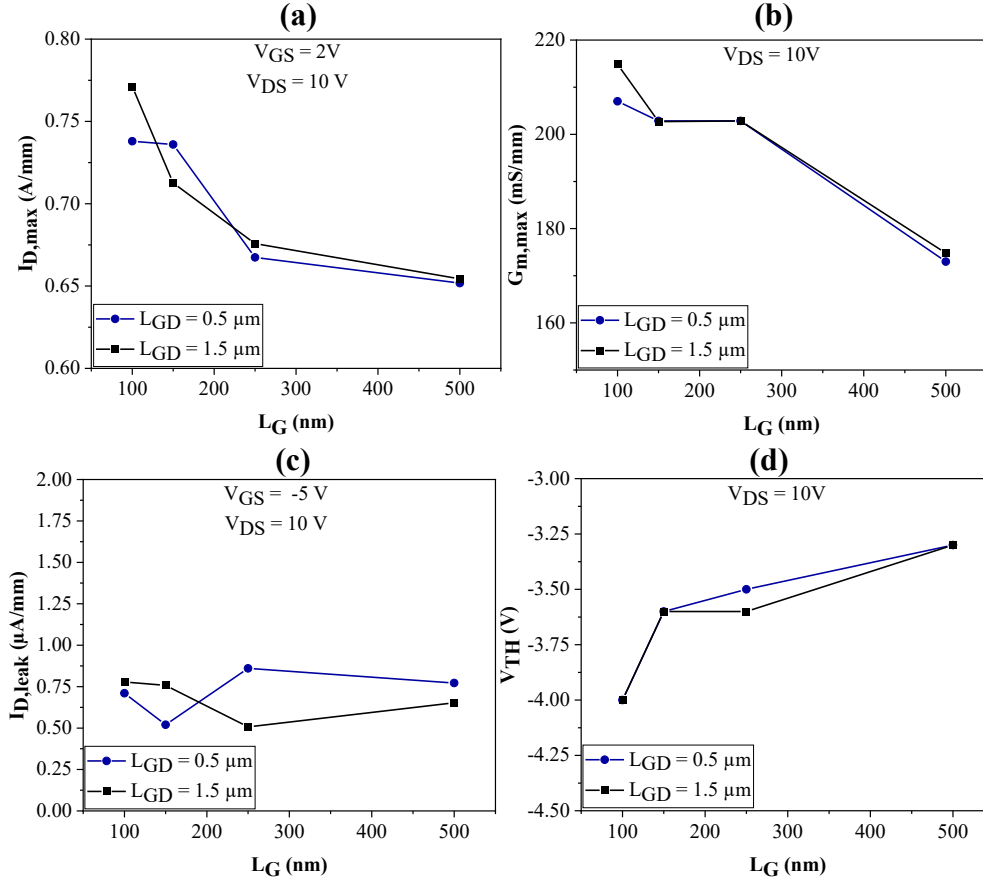 (a)
V_GS = 2V
V_DS = 10 V
I_D,max (A/mm)
0.80
0.75
0.70
0.65
0.60
L_GD = 0.5 µm
L_GD = 1.5 µm
100 200 300 400 500
L_G (nm)
(b)
V_DS = 10V
G_m,max (mS/mm)
220
200
180
160
L_GD = 0.5 µm
L_GD = 1.5 µm
100 200 300 400 500
L_G (nm)
(c)
V_GS = -5 V
V_DS = 10 V
I_D,leak (µA/mm)
2.00
1.75
1.50
1.25
1.00
0.75
0.50
0.25
0.00
L_GD = 0.5 µm
L_GD = 1.5 µm
100 200 300 400 500
L_G (nm)
(d)
V_DS = 10V
V_TH (V)
-3.00
-3.25
-3.50
-3.75
-4.00
-4.25
-4.50
L_GD = 0.5 µm
L_GD = 1.5 µm
100 200 300 400 500
L_G (nm)